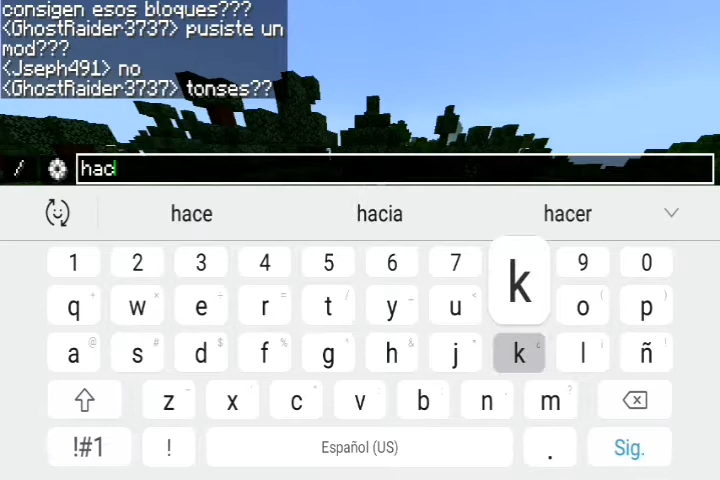 consigen esos bloques???
<GhostRaider3737> pusiste un
mod???
<Jseph491> no
<GhostRaider3737> tonses??
/ hac
hace hacia hacer
1 2 3 4 5 6 7 9 0
k
q w e r t y u o p
a s d f g h j k l ñ
z x c v b n m
!#1 ! Español (US) . Sig.